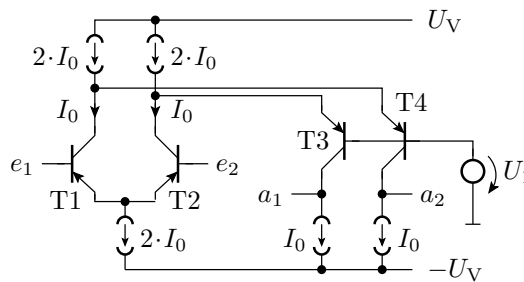 U_V
2·I_0 2·I_0
I_0 I_0 T4
T3
e_1 e_2
T1 T2 a_1 a_2
2·I_0 I_0 I_0
−U_V